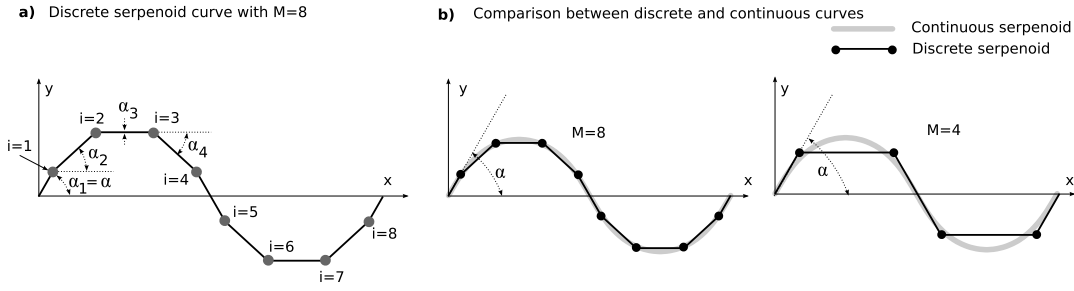 a) Discrete serpenoid curve with M=8
y
i=2
α3
i=3
i=1
α2
α4
α1=α
i=4
x
i=5
i=8
i=6
i=7
b) Comparison between discrete and continuous curves
Continuous serpenoid
Discrete serpenoid
y
M=8
α
x
y
M=4
α
x